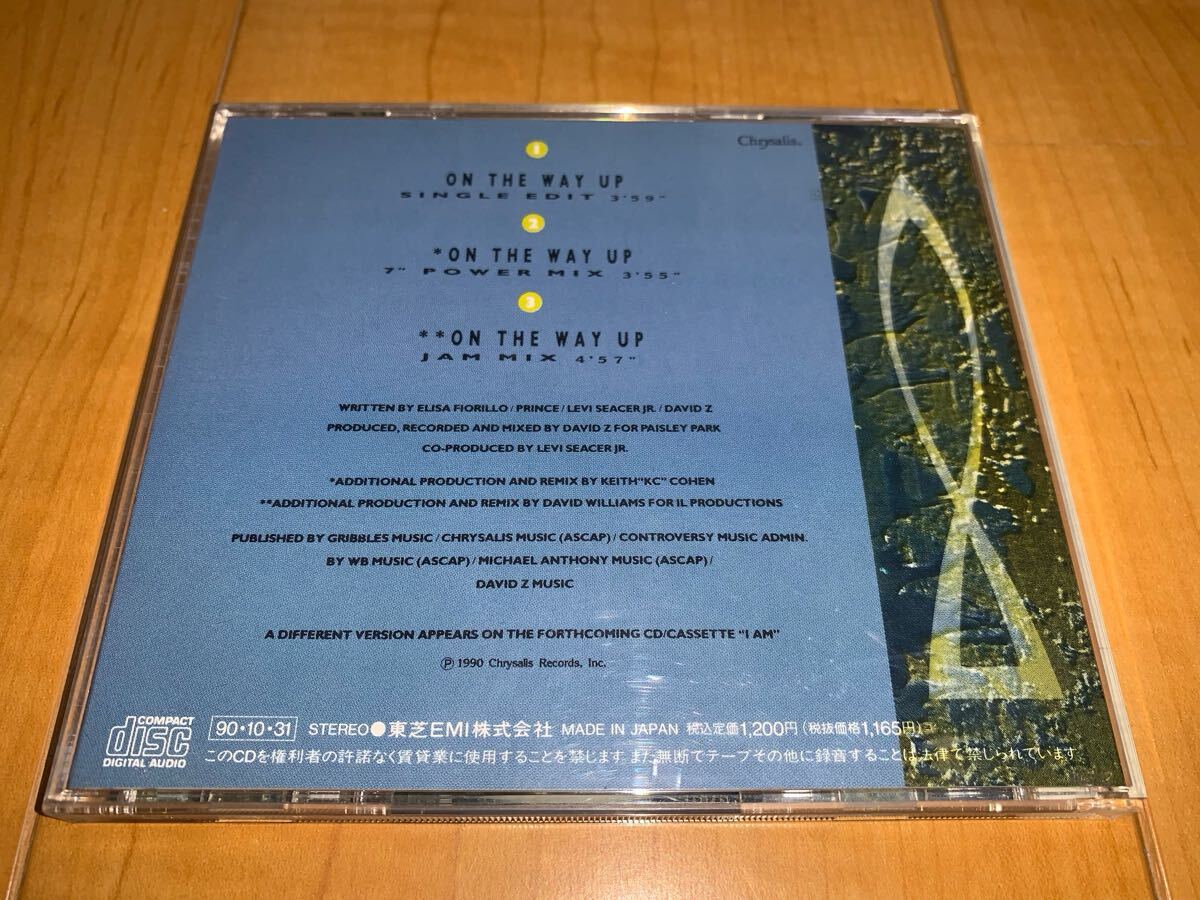 Chrysalis®
1
ON THE WAY UP
SINGLE EDIT 3'59"
2
*ON THE WAY UP
7" POWER MIX 3'55"
3
**ON THE WAY UP
JAM MIX 4'57"
WRITTEN BY ELISA FIORILLO / PRINCE / LEVI SEACER JR. / DAVID Z
PRODUCED, RECORDED AND MIXED BY DAVID Z FOR PAISLEY PARK
CO-PRODUCED BY LEVI SEACER JR.
*ADDITIONAL PRODUCTION AND REMIX BY KEITH"KC" COHEN
**ADDITIONAL PRODUCTION AND REMIX BY DAVID WILLIAMS FOR IL PRODUCTIONS
PUBLISHED BY GRIBBLES MUSIC / CHRYSALIS MUSIC (ASCAP) / CONTROVERSY MUSIC ADMIN.
BY WB MUSIC (ASCAP) / MICHAEL ANTHONY MUSIC (ASCAP) /
DAVID Z MUSIC
A DIFFERENT VERSION APPEARS ON THE FORTHCOMING CD/CASSETTE "I AM"
Ⓟ 1990 Chrysalis Records, Inc.
COMPACT disc DIGITAL AUDIO
90・10・31 STEREO●東芝EMI株式会社 MADE IN JAPAN 税込定価1,200円(税抜価格1,165円)
このCDを権利者の許諾なく賃貸業に使用することを禁じます。また無断でテープその他に録音することは法律で禁じられています。